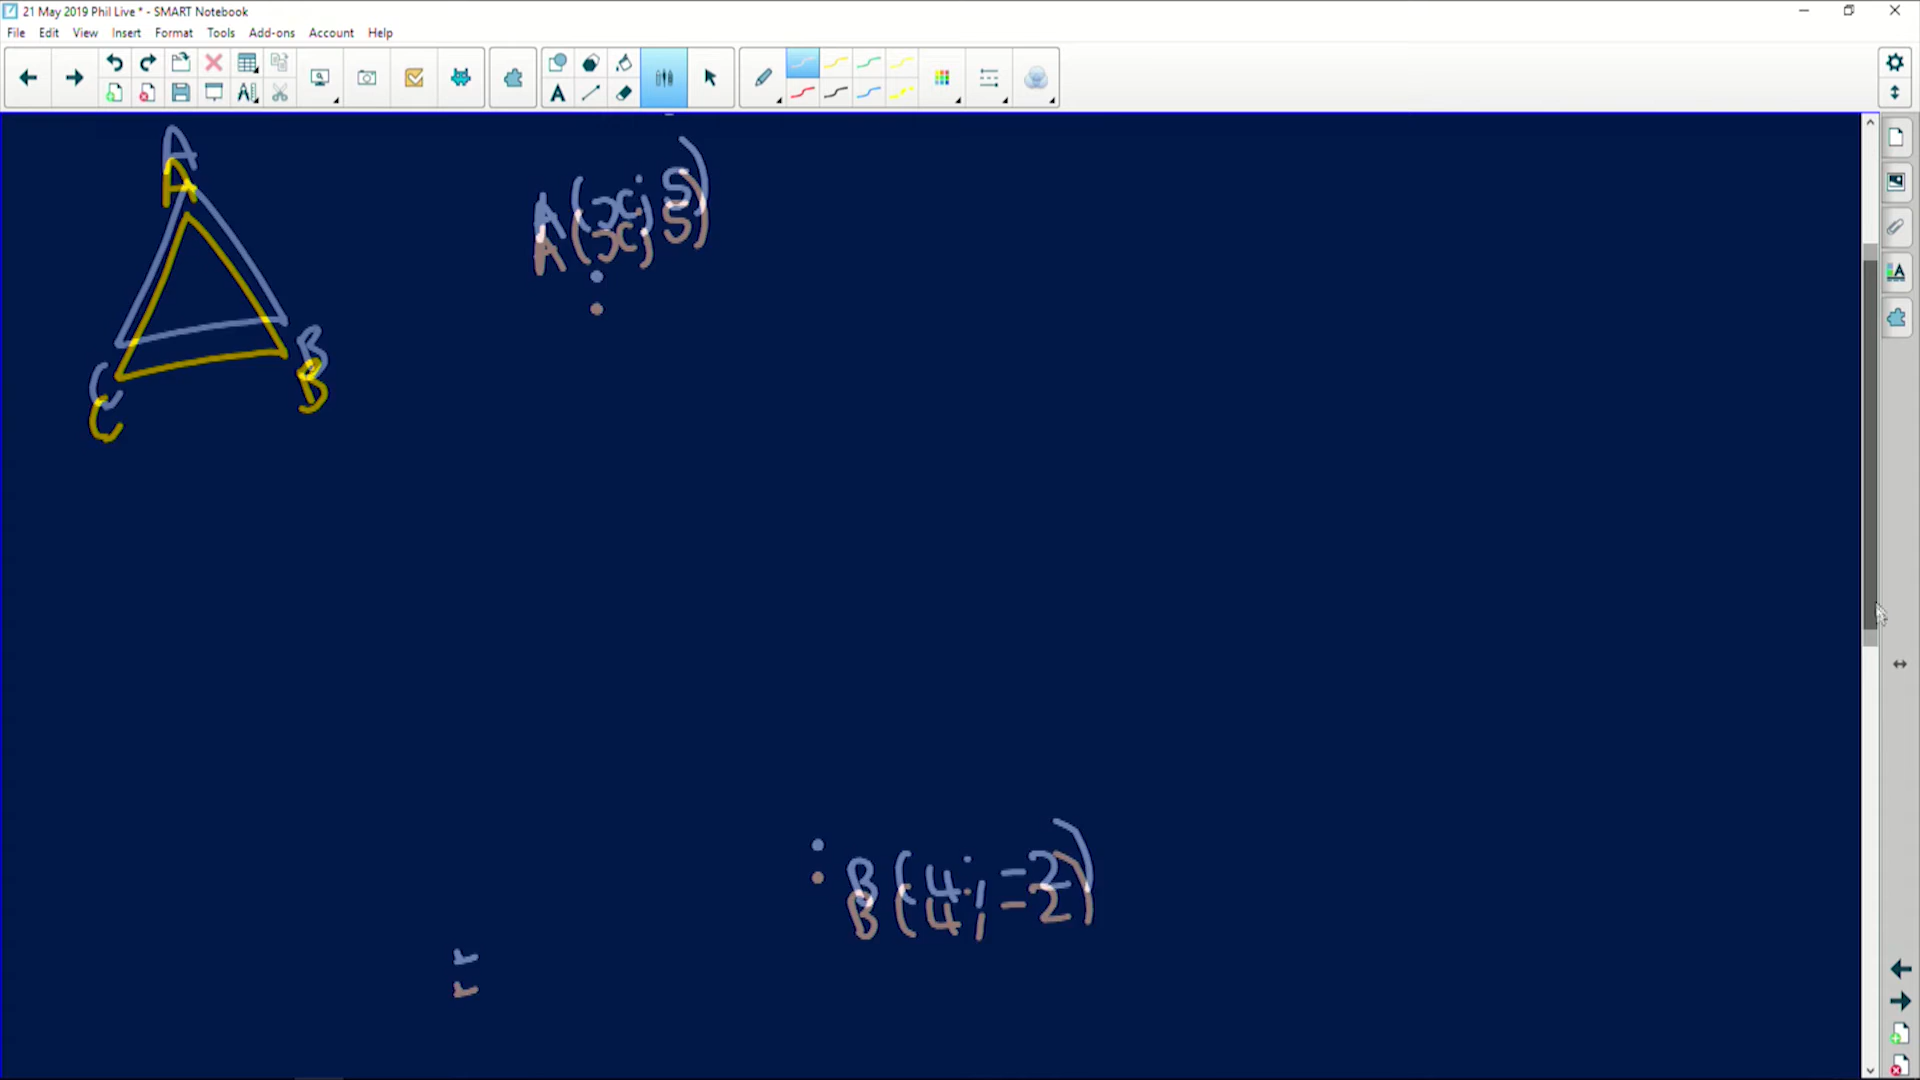 21 May 2019 Phil Live * - SMART Notebook
File Edit View Insert Format Tools Add-ons Account Help
A
A
A(x; 5)
A(x; 5)
B
B
C
C
B(4; -2)
B(4; -2)